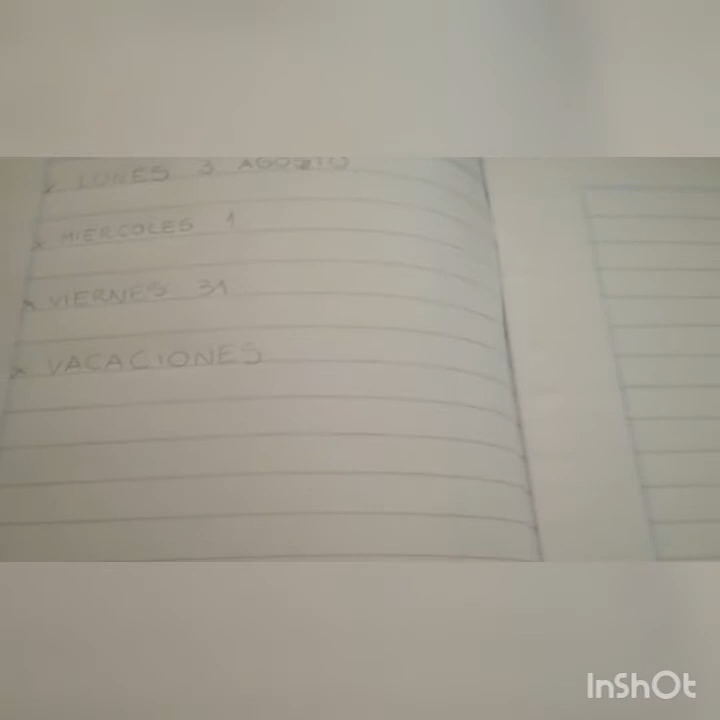 LUNES 3 AGOSTO
x MIERCOLES 1
x VIERNES 31
x VACACIONES
InShOt